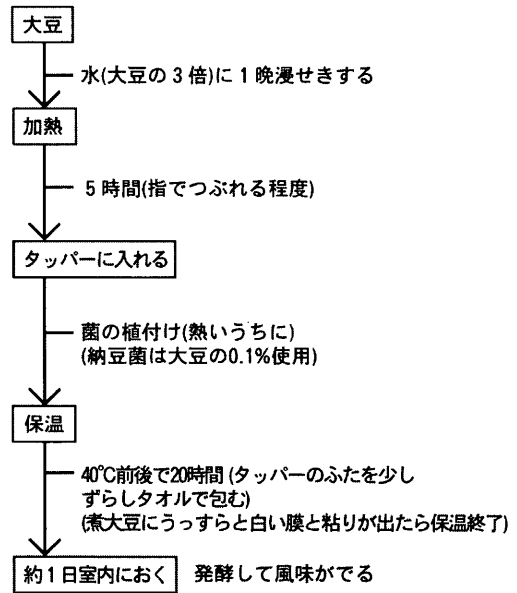 大豆
水(大豆の3倍)に1晩浸せきする
加熱
5時間(指でつぶれる程度)
タッパーに入れる
菌の植付け(熱いうちに)
(納豆菌は大豆の0.1%使用)
保温
40℃前後で20時間(タッパーのふたを少し
ずらしタオルで包む)
(煮大豆にうっすらと白い膜と粘りが出たら保温終了)
約1日室内におく 発酵して風味がでる